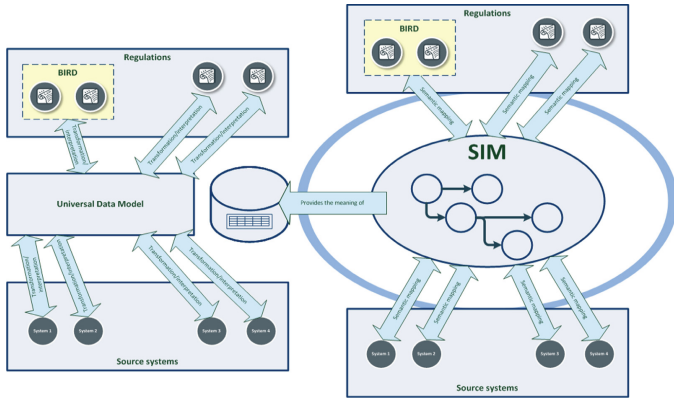 Regulations
BIRD
Transformation/
Interpretation
Transformation/interpretation
Transformation/interpretation
Universal Data Model
Transformation/
Interpretation
Transformation/interpretation
Transformation/interpretation
Transformation/interpretation
System 1
System 2
System 3
System 4
Source systems
Regulations
BIRD
Semantic mapping
Semantic mapping
Semantic mapping
SIM
Provides the meaning of
Semantic mapping
Semantic mapping
Semantic mapping
Semantic mapping
System 1
System 2
System 3
System 4
Source systems